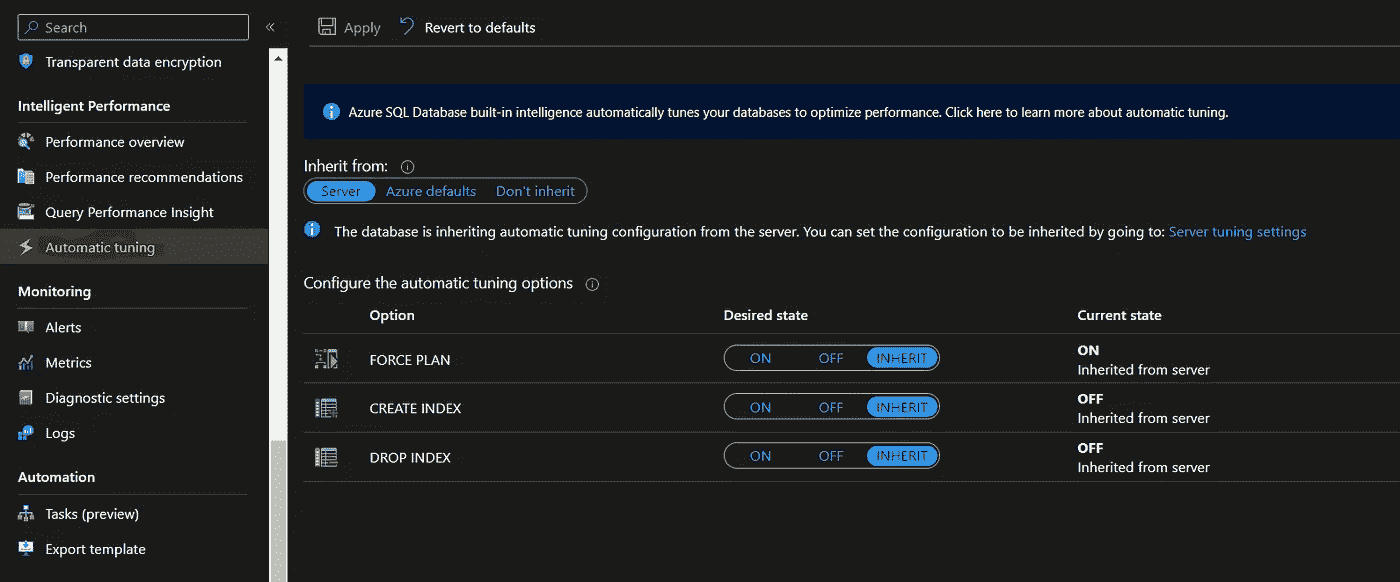 Search
Transparent data encryption
Intelligent Performance
Performance overview
Performance recommendations
Query Performance Insight
Automatic tuning
Monitoring
Alerts
Metrics
Diagnostic settings
Logs
Automation
Tasks (preview)
Export template
Apply Revert to defaults
Azure SQL Database built-in intelligence automatically tunes your databases to optimize performance. Click here to learn more about automatic tuning.
Inherit from:
Server Azure defaults Don't inherit
The database is inheriting automatic tuning configuration from the server. You can set the configuration to be inherited by going to: Server tuning settings
Configure the automatic tuning options
Option Desired state Current state
FORCE PLAN ON OFF INHERIT ON
Inherited from server
CREATE INDEX ON OFF INHERIT OFF
Inherited from server
DROP INDEX ON OFF INHERIT OFF
Inherited from server